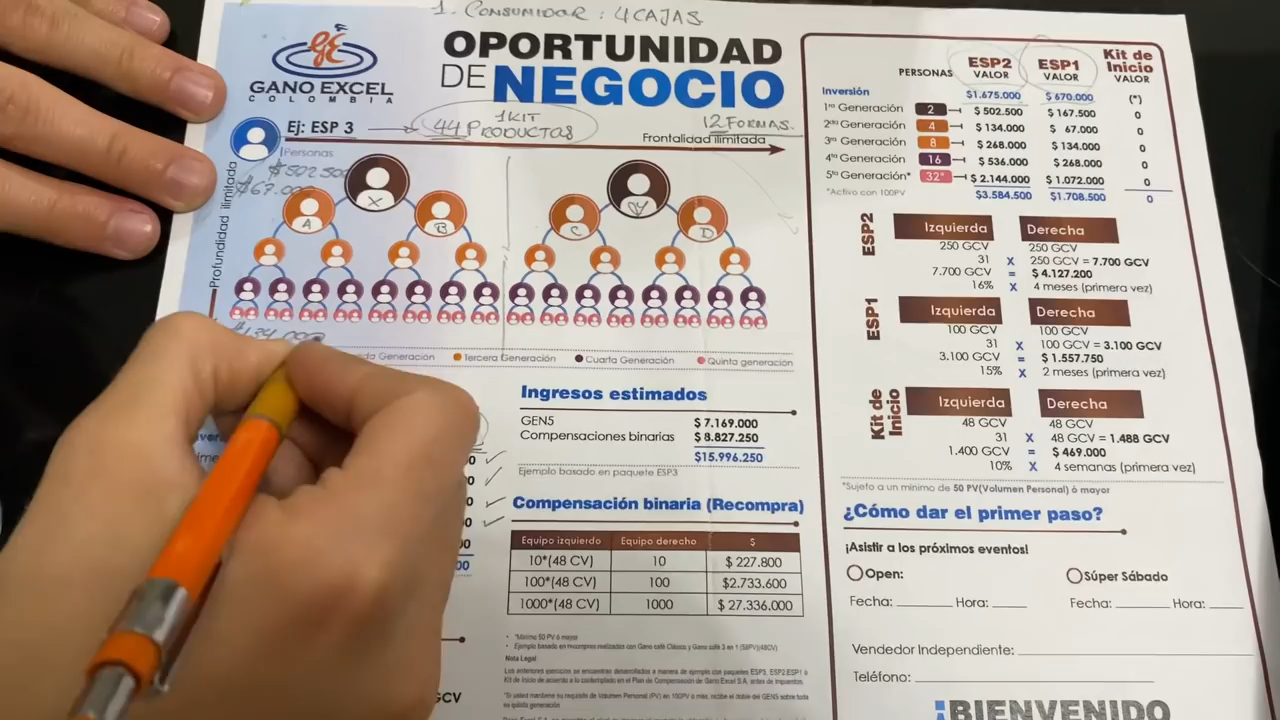 1. CONSUMIDOR : 4 CAJAS
GANO EXCEL
COLOMBIA
OPORTUNIDAD
DE NEGOCIO
Ej: ESP 3
1 KIT
44 PRODUCTOS
12 FORMAS.
Frontalidad ilimitada
Personas
Profundidad ilimitada
X
Y
A
B
C
D
Generación
Tercera Generación
Cuarta Generación
Quinta generación
Ingresos estimados
GEN5 $ 7.169.000
Compensaciones binarias $ 8.827.250
$15.996.250
Ejemplo basado en paquete ESP3
Compensación binaria (Recompra)
Equipo izquierdo Equipo derecho $
10*(48 CV) 10 $ 227.800
100*(48 CV) 100 $2.733.600
1000*(48 CV) 1000 $ 27.336.000
*Mínimo 50 PV ó mayor
Nota Legal
PERSONAS ESP2 VALOR ESP1 VALOR Kit de Inicio VALOR
Inversión $1.675.000 $ 670.000 (*)
1ra Generación 2 $ 502.500 $ 167.500 0
2da Generación 4 $ 134.000 $ 67.000 0
3ra Generación 8 $ 268.000 $ 134.000 0
4ta Generación 16 $ 536.000 $ 268.000 0
5ta Generación* 32* $ 2.144.000 $ 1.072.000 0
*Activo con 100PV $3.584.500 $1.708.500 0
ESP2
Izquierda Derecha
250 GCV 250 GCV
31 X 250 GCV = 7.700 GCV
7.700 GCV = $ 4.127.200
16% X 4 meses (primera vez)
ESP1
Izquierda Derecha
100 GCV 100 GCV
31 X 100 GCV = 3.100 GCV
3.100 GCV = $ 1.557.750
15% X 2 meses (primera vez)
Kit de Inicio
Izquierda Derecha
48 GCV 48 GCV
31 X 48 GCV = 1.488 GCV
1.400 GCV = $ 469.000
10% X 4 semanas (primera vez)
*Sujeto a un mínimo de 50 PV(Volumen Personal) ó mayor
¿Cómo dar el primer paso?
¡Asistir a los próximos eventos!
Open: Súper Sábado
Fecha: Hora: Fecha: Hora:
Vendedor Independiente:
Teléfono:
¡BIENVENIDO